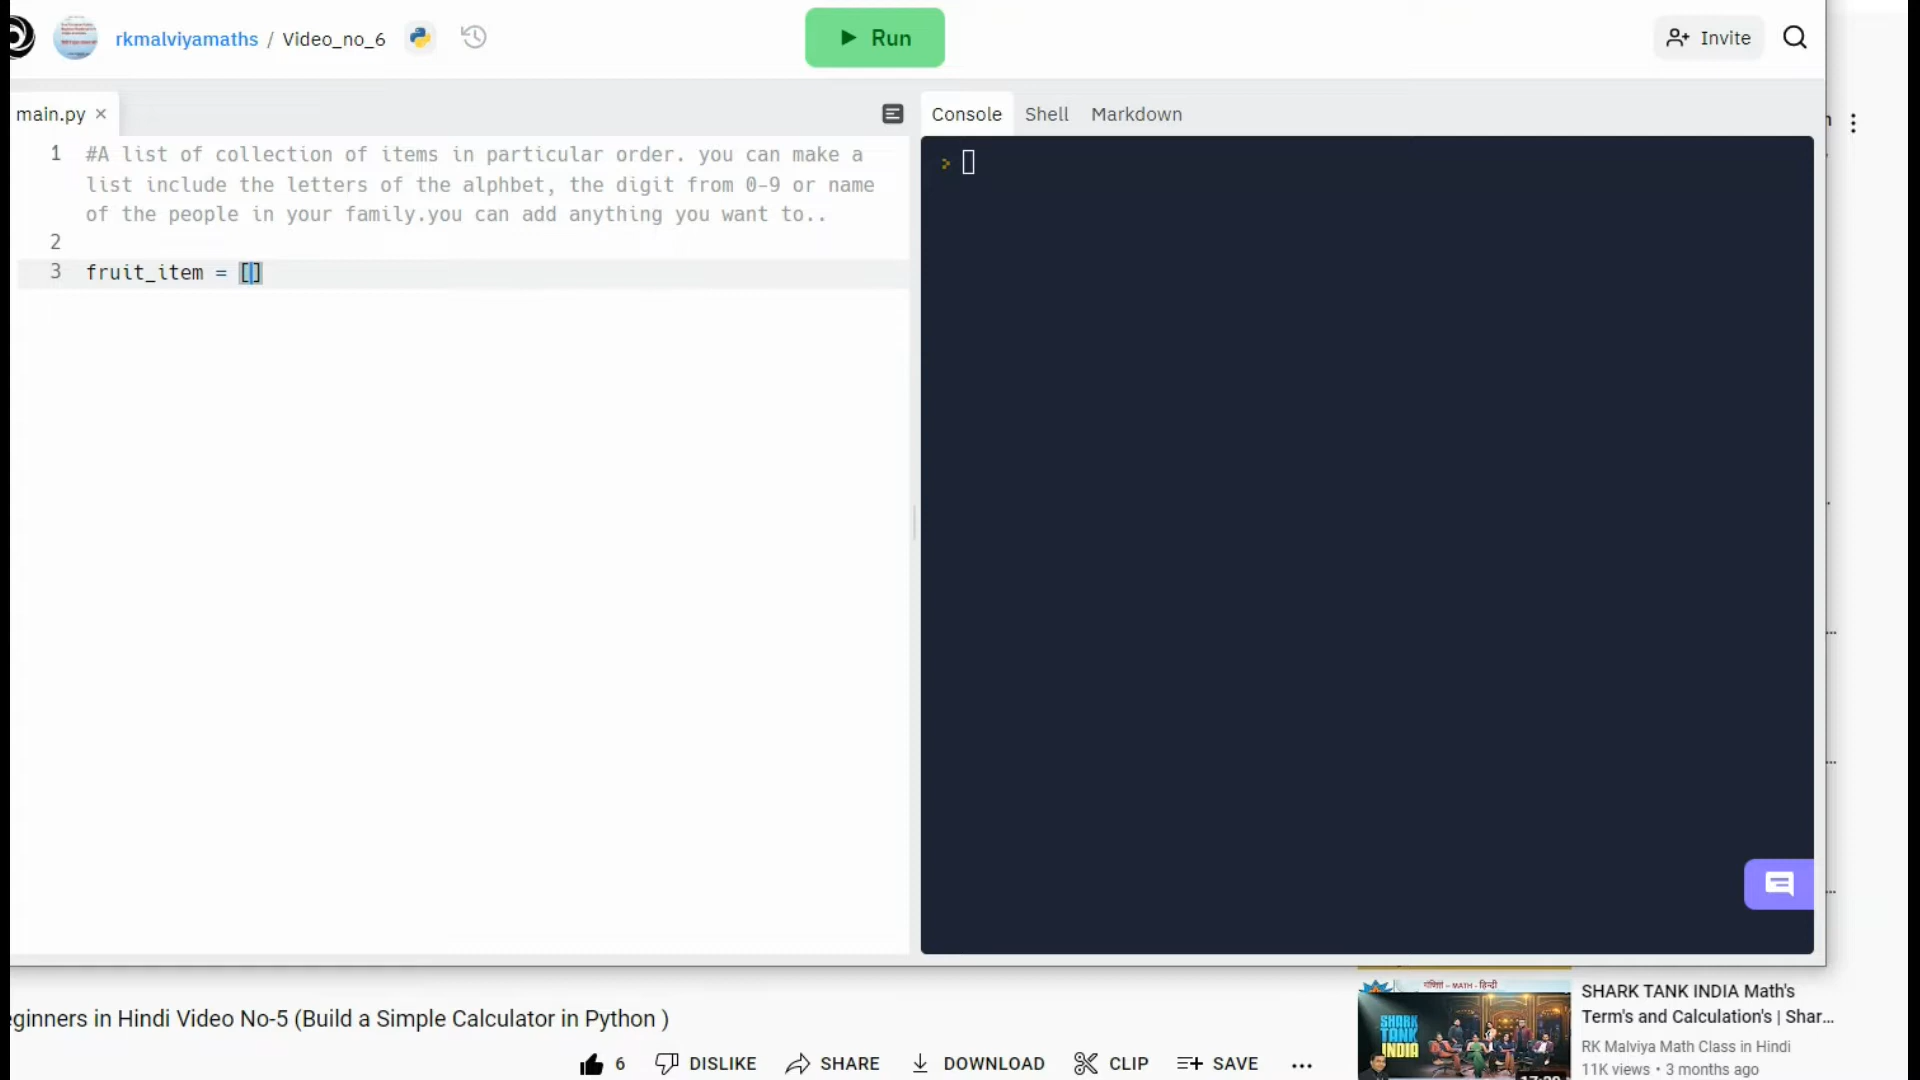 rkmalviyamaths / Video_no_6
Run
Invite
main.py
Console Shell Markdown
1 #A list of collection of items in particular order. you can make a
list include the letters of the alphbet, the digit from 0-9 or name
of the people in your family.you can add anything you want to..
2
3 fruit_item = []
>
eginners in Hindi Video No-5 (Build a Simple Calculator in Python )
6 DISLIKE SHARE DOWNLOAD CLIP SAVE ...
SHARK TANK INDIA
SHARK TANK INDIA Math's
Term's and Calculation's | Shar...
RK Malviya Math Class in Hindi
11K views • 3 months ago